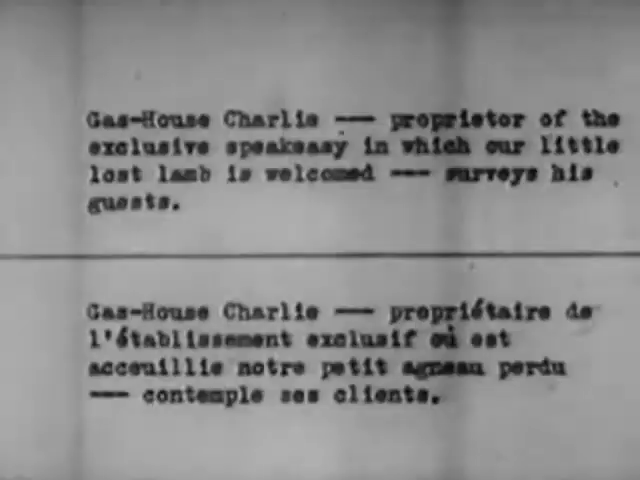 Gas-House Charlie -- proprietor of the
exclusive speakeasy in which our little
lost lamb is welcomed -- surveys his
guests.
Gas-House Charlie -- propriétaire de
l'établissement exclusif où est
acceuillie notre petit agneau perdu
-- contemple ses clients.